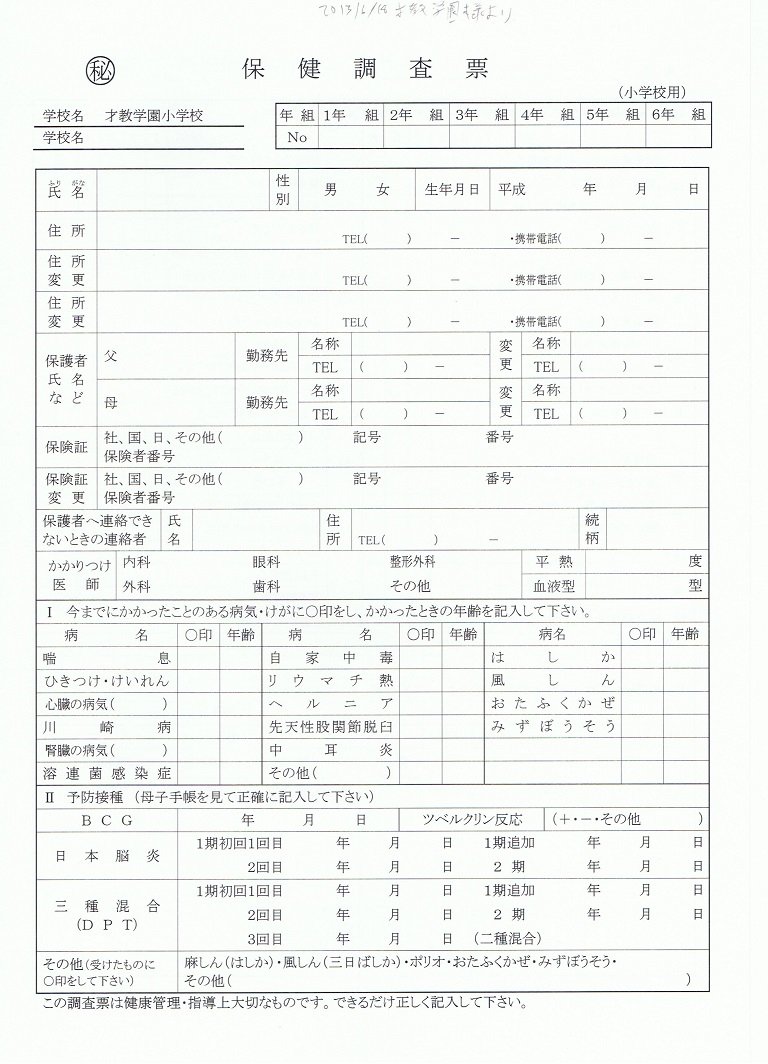 2013/6/18 才教学園さまより
㊙ 保健調査票
(小学校用)
学校名 才教学園小学校
学校名
年 組 1年 組 2年 組 3年 組 4年 組 5年 組 6年 組
No
ふり がな
氏 名 性別 男 女 生年月日 平成 年 月 日
住 所 TEL( ) − ・携帯電話( ) −
住 所 変 更 TEL( ) − ・携帯電話( ) −
住 所 変 更 TEL( ) − ・携帯電話( ) −
保護者 氏 名 など
父 勤務先 名称 変更 名称
TEL ( ) − TEL ( ) −
母 勤務先 名称 変更 名称
TEL ( ) − TEL ( ) −
保険証 社、国、日、その他( ) 記号 番号
保険者番号
保険証 変 更 社、国、日、その他( ) 記号 番号
保険者番号
保護者へ連絡でき 氏 住 続
ないときの連絡者 名 所 TEL( ) − 柄
かかりつけ 内科 眼科 整形外科 平 熱 度
医 師 外科 歯科 その他 血液型 型
Ⅰ 今までにかかったことのある病気・けがに○印をし、かかったときの年齢を記入して下さい。
病 名 ○印 年齢 病 名 ○印 年齢 病名 ○印 年齢
喘 息 自 家 中 毒 は し か
ひきつけ・けいれん リ ウ マ チ 熱 風 し ん
心臓の病気( ) ヘ ル ニ ア お た ふ く か ぜ
川 崎 病 先天性股関節脱臼 み ず ぼ う そ う
腎臓の病気( ) 中 耳 炎
溶 連 菌 感 染 症 その他( )
Ⅱ 予防接種 (母子手帳を見て正確に記入して下さい)
B C G 年 月 日 ツベルクリン反応 (+・−・その他 )
日 本 脳 炎 1期初回1回目 年 月 日 1期追加 年 月 日
2回目 年 月 日 2 期 年 月 日
三 種 混 合 1期初回1回目 年 月 日 1期追加 年 月 日
(D P T) 2回目 年 月 日 2 期 年 月 日
3回目 年 月 日 (二種混合)
その他(受けたものに 麻しん(はしか)・風しん(三日ばしか)・ポリオ・おたふくかぜ・みずぼうそう・
○印をして下さい) その他( )
この調査票は健康管理・指導上大切なものです。できるだけ正しく記入して下さい。